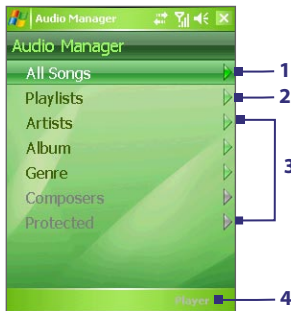 Audio Manager
Audio Manager
All Songs 1
Playlists 2
Artists
Album
3
Genre
Composers
Protected
Player 4